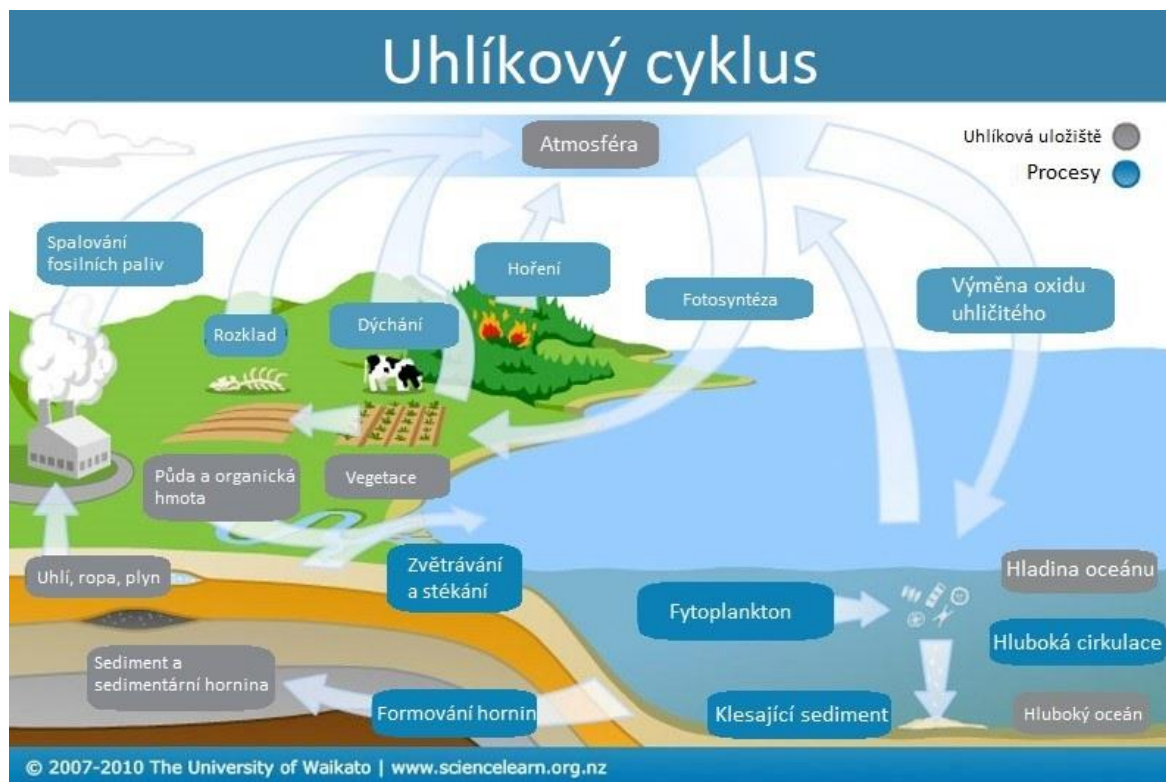 Uhlíkový cyklus
Atmosféra
Uhlíková uložiště
Procesy
Spalování
fosilních paliv
Hoření
Fotosyntéza
Výměna oxidu
uhličitého
Rozklad
Dýchání
Půda a organická
hmota
Vegetace
Uhlí, ropa, plyn
Zvětrávání
a stékání
Hladina oceánu
Fytoplankton
Hluboká cirkulace
Sediment a
sedimentární hornina
Formování hornin
Klesající sediment
Hluboký oceán
© 2007-2010 The University of Waikato | www.sciencelearn.org.nz